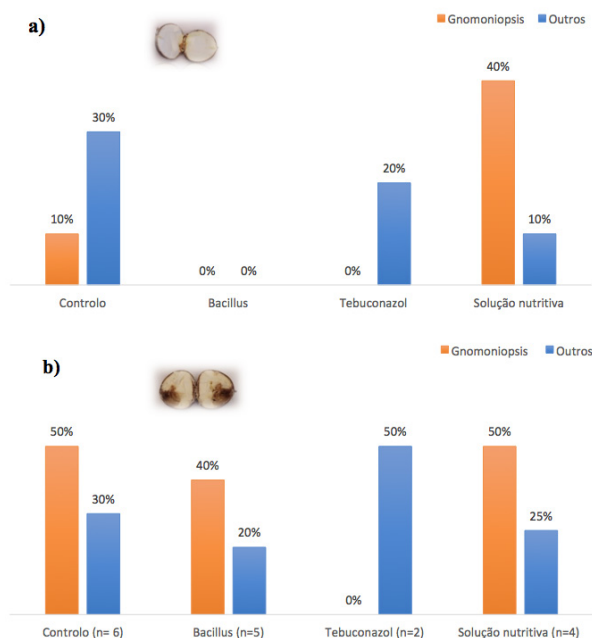 Gnomoniopsis Outros
a)
40%
30%
20%
10% 10%
0% 0% 0%
Controlo Bacillus Tebuconazol Solução nutritiva
Gnomoniopsis Outros
b)
50% 50% 50%
40%
30%
25%
20%
0%
Controlo (n= 6) Bacillus (n=5) Tebuconazol (n=2) Solução nutritiva (n=4)